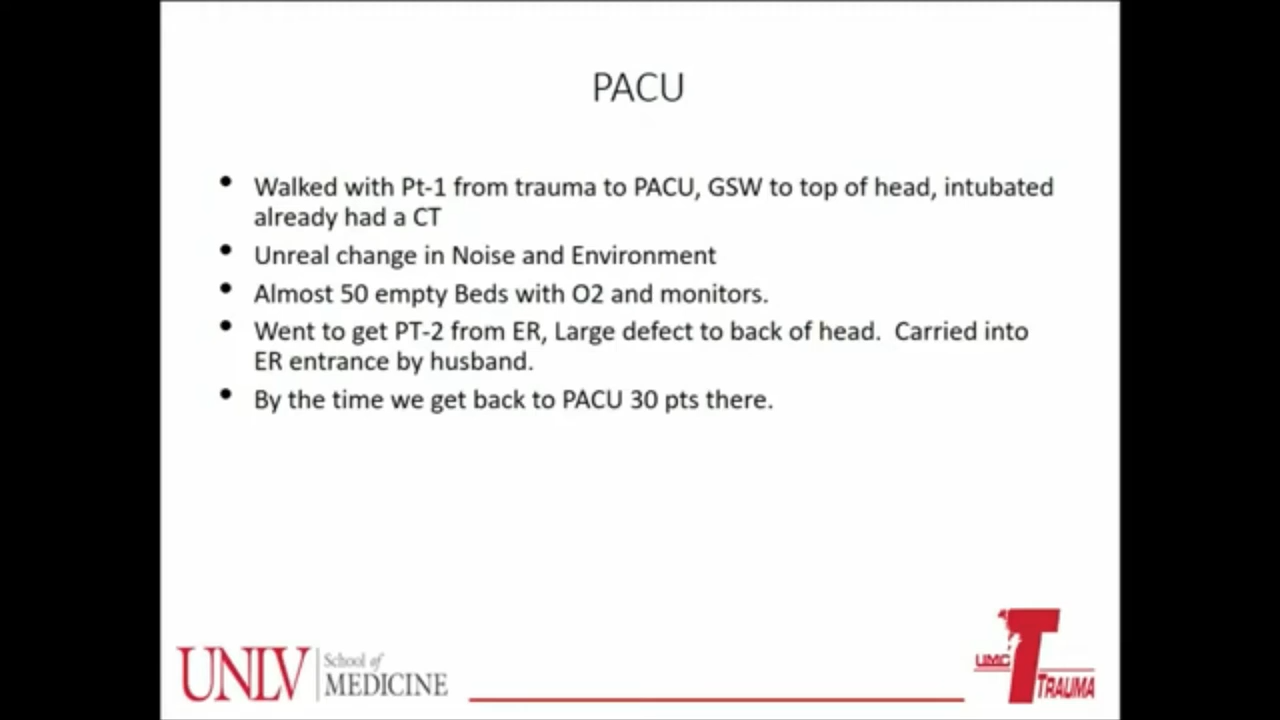 PACU
• Walked with Pt-1 from trauma to PACU, GSW to top of head, intubated
already had a CT
• Unreal change in Noise and Environment
• Almost 50 empty Beds with O2 and monitors.
• Went to get PT-2 from ER, Large defect to back of head.  Carried into
ER entrance by husband.
• By the time we get back to PACU 30 pts there.
UNLV School of
MEDICINE
UMC
TRAUMA